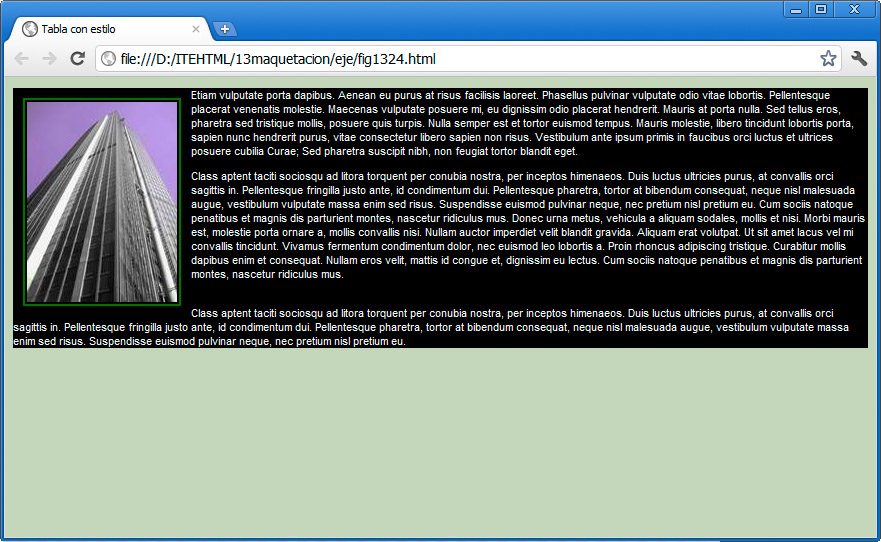 Tabla con estilo
file:///D:/ITEHTML/13maquetacion/eje/fig1324.html
Etiam vulputate porta dapibus. Aenean eu purus at risus facilisis laoreet. Phasellus pulvinar vulputate odio vitae lobortis. Pellentesque
placerat venenatis molestie. Maecenas vulputate posuere mi, eu dignissim odio placerat hendrerit. Mauris at porta nulla. Sed tellus eros,
pharetra sed tristique mollis, posuere quis turpis. Nulla semper est et tortor euismod tempus. Mauris molestie, libero tincidunt lobortis porta,
sapien nunc hendrerit purus, vitae consectetur libero sapien non risus. Vestibulum ante ipsum primis in faucibus orci luctus et ultrices
posuere cubilia Curae; Sed pharetra suscipit nibh, non feugiat tortor blandit eget.
Class aptent taciti sociosqu ad litora torquent per conubia nostra, per inceptos himenaeos. Duis luctus ultricies purus, at convallis orci
sagittis in. Pellentesque fringilla justo ante, id condimentum dui. Pellentesque pharetra, tortor at bibendum consequat, neque nisl malesuada
augue, vestibulum vulputate massa enim sed risus. Suspendisse euismod pulvinar neque, nec pretium nisl pretium eu. Cum sociis natoque
penatibus et magnis dis parturient montes, nascetur ridiculus mus. Donec urna metus, vehicula a aliquam sodales, mollis et nisi. Morbi mauris
est, molestie porta ornare a, mollis convallis nisi. Nullam auctor imperdiet velit blandit gravida. Aliquam erat volutpat. Ut sit amet lacus vel mi
convallis tincidunt. Vivamus fermentum condimentum dolor, nec euismod leo lobortis a. Proin rhoncus adipiscing tristique. Curabitur mollis
dapibus enim et consequat. Nullam eros velit, mattis id congue et, dignissim eu lectus. Cum sociis natoque penatibus et magnis dis parturient
montes, nascetur ridiculus mus.
Class aptent taciti sociosqu ad litora torquent per conubia nostra, per inceptos himenaeos. Duis luctus ultricies purus, at convallis orci
sagittis in. Pellentesque fringilla justo ante, id condimentum dui. Pellentesque pharetra, tortor at bibendum consequat, neque nisl malesuada augue, vestibulum vulputate massa
enim sed risus. Suspendisse euismod pulvinar neque, nec pretium nisl pretium eu.